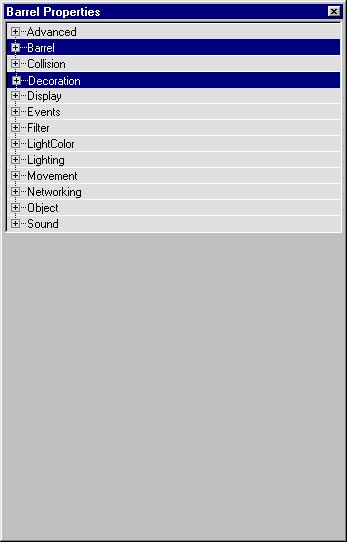 Barrel Properties
Advanced
Barrel
Collision
Decoration
Display
Events
Filter
LightColor
Lighting
Movement
Networking
Object
Sound